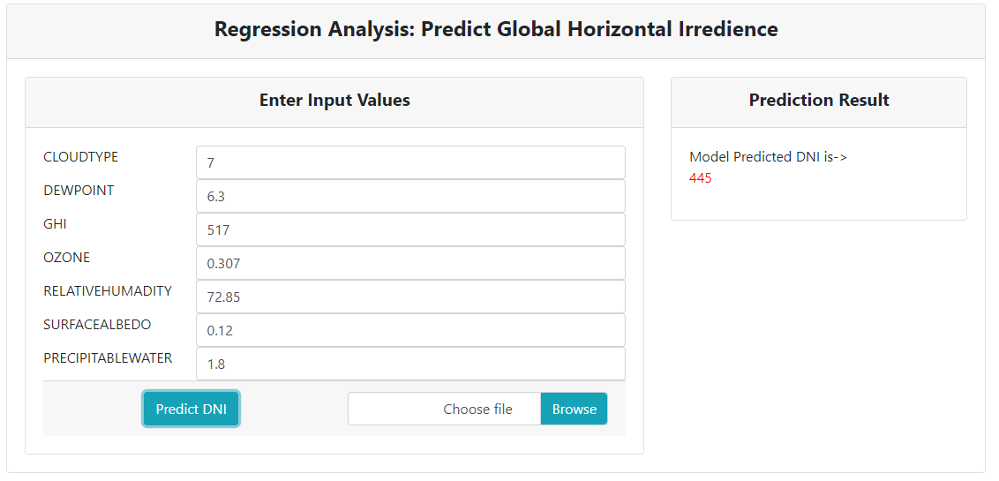 Regression Analysis: Predict Global Horizontal Irredience
Enter Input Values
CLOUDTYPE 7
DEWPOINT 6.3
GHI 517
OZONE 0.307
RELATIVEHUMADITY 72.85
SURFACEALBEDO 0.12
PRECIPITABLEWATER 1.8
Predict DNI Choose file Browse
Prediction Result
Model Predicted DNI is->
445